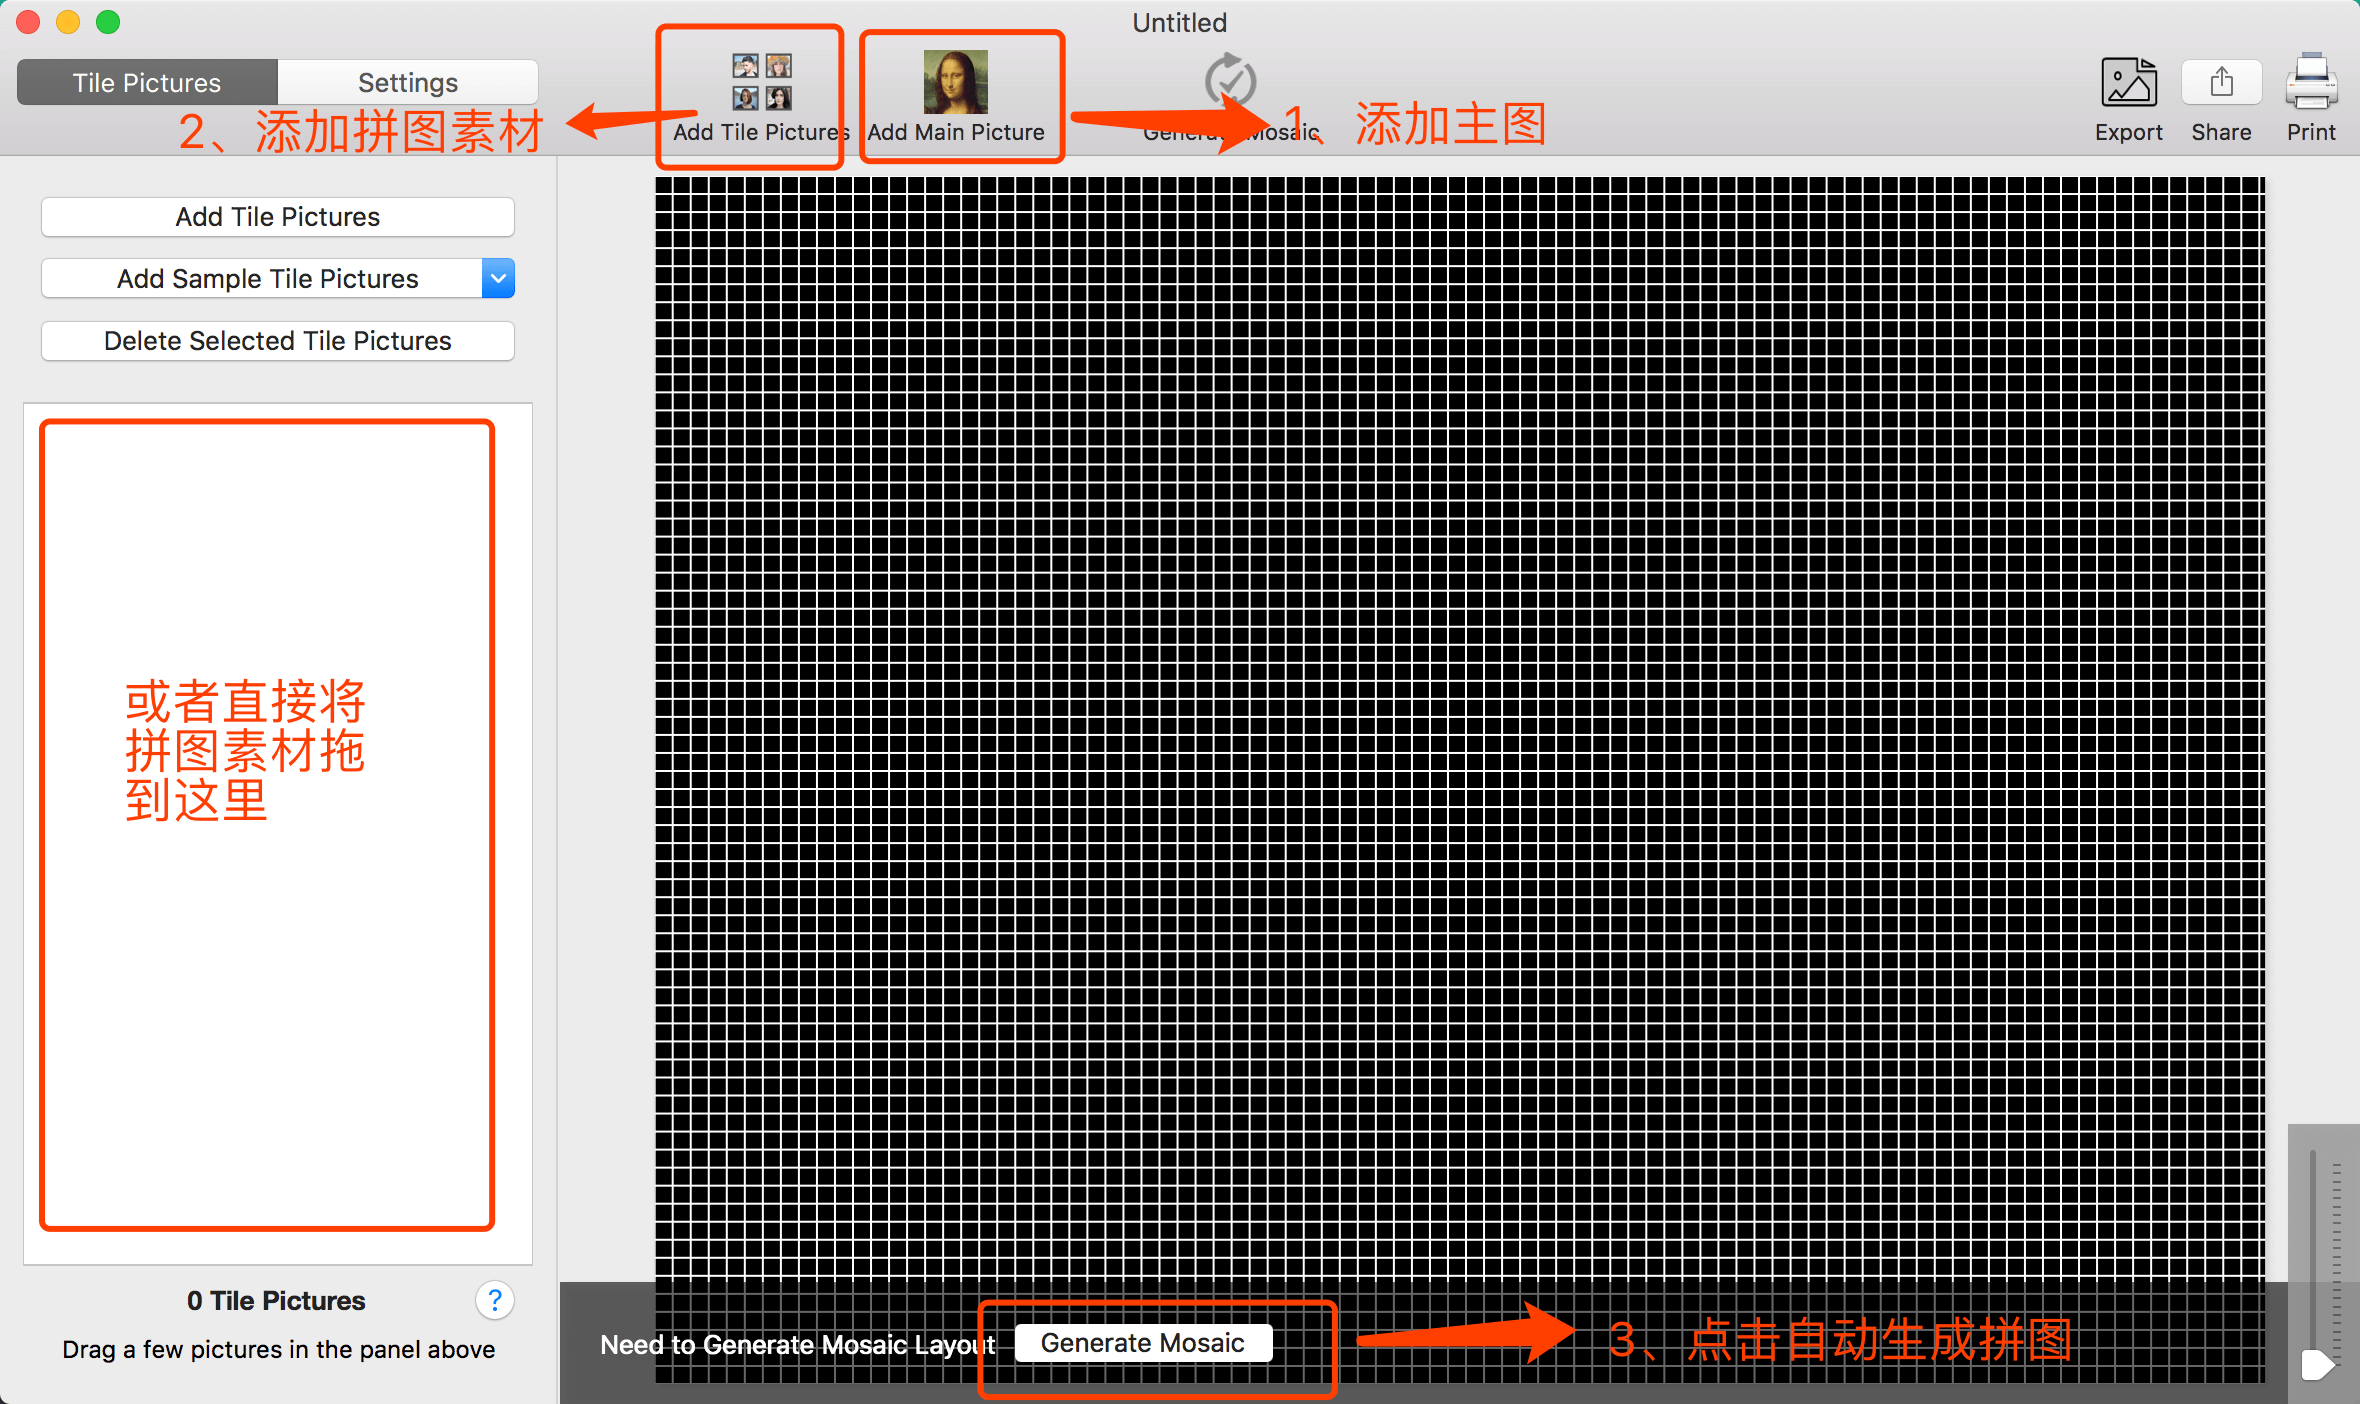 Untitled
Tile Pictures
Settings
Add Tile Pictures
Add Main Picture
Generate Mosaic
Export
Share
Print
2、添加拼图素材
1、添加主图
Add Tile Pictures
Add Sample Tile Pictures
Delete Selected Tile Pictures
或者直接将
拼图素材拖
到这里
0 Tile Pictures
?
Drag a few pictures in the panel above
Need to Generate Mosaic Layout
Generate Mosaic
3、点击自动生成拼图